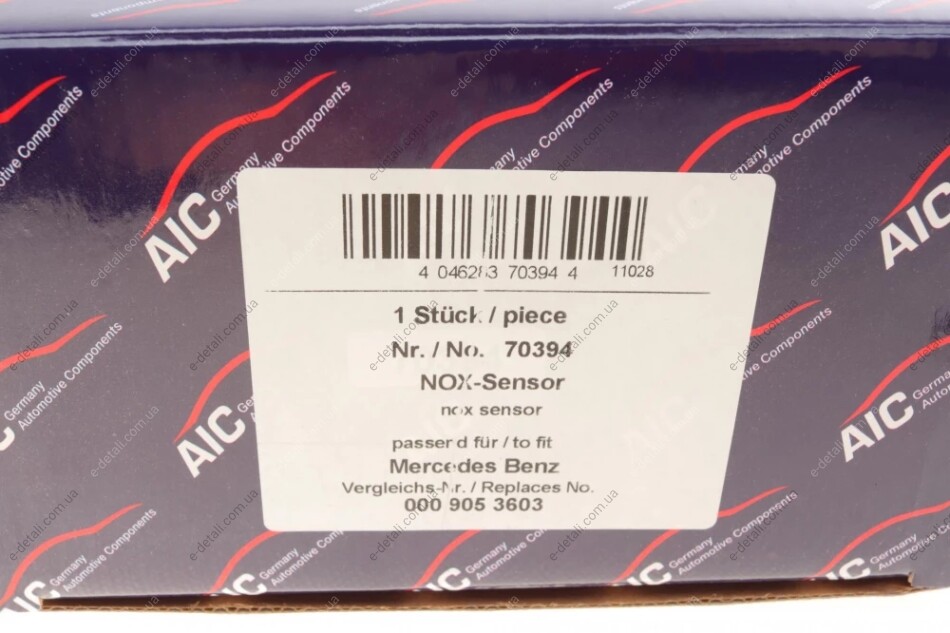 AIC Germany
Automotive Components
4 046283 70394 4 11028
1 Stück / piece
Nr. / No. 70394
NOX-Sensor
nox sensor
passend für / to fit
Mercedes Benz
Vergleichs-Nr. / Replaces No.
000 905 3603
e-detali.com.ua